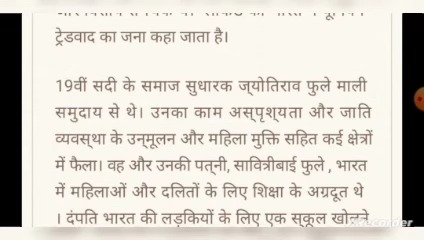 ट्रेडवाद का जना कहा जाता है।
19वीं सदी के समाज सुधारक ज्योतिराव फुले माली
समुदाय से थे। उनका काम अस्पृश्यता और जाति
व्यवस्था के उन्मूलन और महिला मुक्ति सहित कई क्षेत्रों
में फैला। वह और उनकी पत्नी, सावित्रीबाई फुले , भारत
में महिलाओं और दलितों के लिए शिक्षा के अग्रदूत थे
। दंपति भारत की लड़कियों के लिए एक स्कूल खोलने